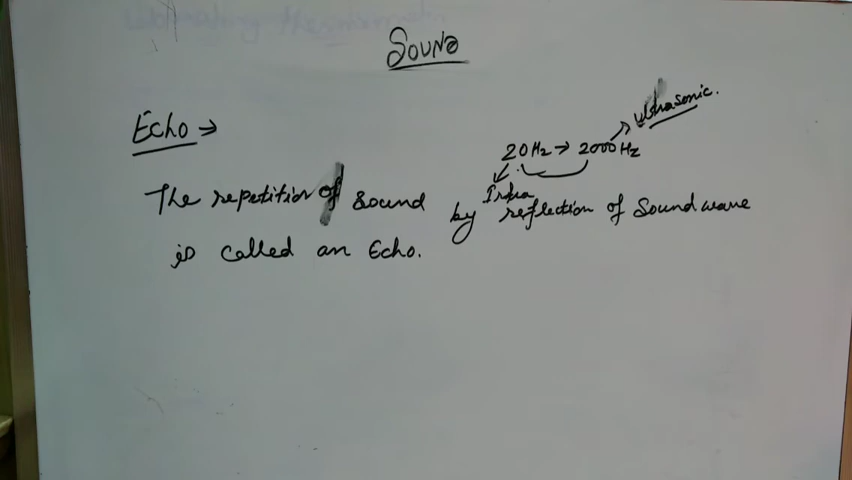 Sound
Echo →
ultrasonic.
20Hz → 2000Hz
Infra
The repetition of sound by reflection of Sound wave
is called an Echo.